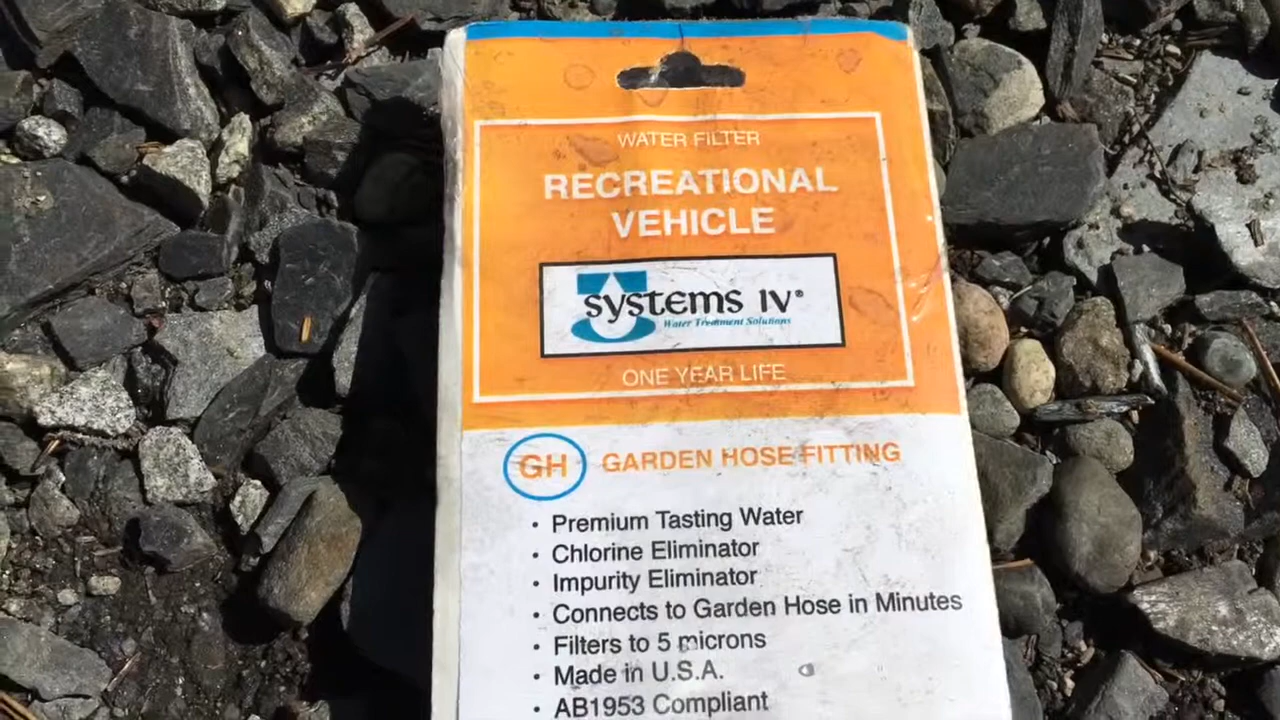 WATER FILTER
RECREATIONAL
VEHICLE
systems IV®
Water Treatment Solutions
ONE YEAR LIFE
GH GARDEN HOSE FITTING
• Premium Tasting Water
• Chlorine Eliminator
• Impurity Eliminator
• Connects to Garden Hose in Minutes
• Filters to 5 microns
• Made in U.S.A.
• AB1953 Compliant